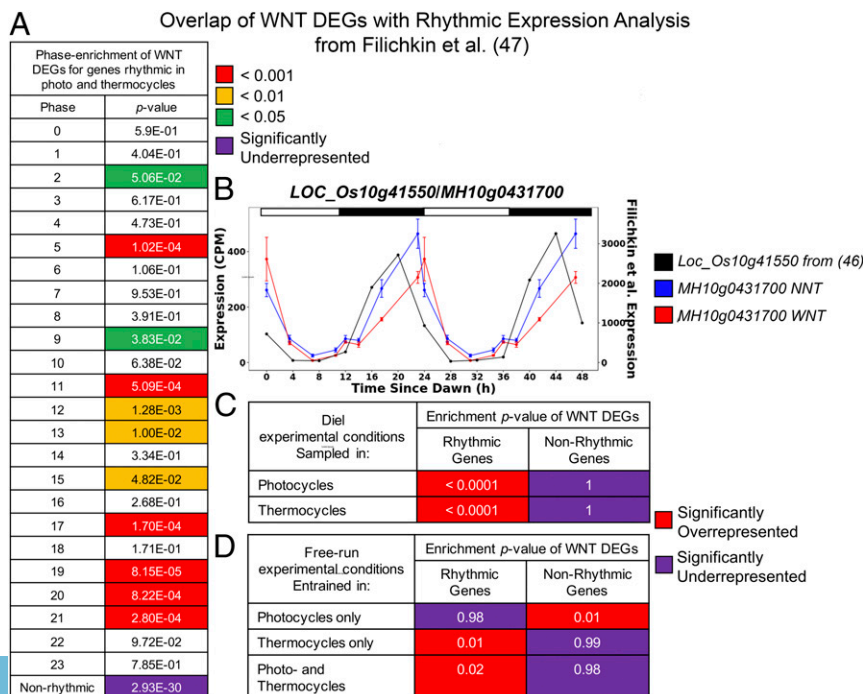 A
Overlap of WNT DEGs with Rhythmic Expression Analysis
from Filichkin et al. (47)
Phase-enrichment of WNT
DEGs for genes rhythmic in
photo and thermocycles
Phase p-value
0 5.9E-01
1 4.04E-01
2 5.06E-02
3 6.17E-01
4 4.73E-01
5 1.02E-04
6 1.06E-01
7 9.53E-01
8 3.91E-01
9 3.83E-02
10 6.38E-02
11 5.09E-04
12 1.28E-03
13 1.00E-02
14 3.34E-01
15 4.82E-02
16 2.68E-01
17 1.70E-04
18 1.71E-01
19 8.15E-05
20 8.22E-04
21 2.80E-04
22 9.72E-02
23 7.85E-01
Non-rhythmic 2.93E-30
< 0.001
< 0.01
< 0.05
Significantly
Underrepresented
B
LOC_Os10g41550/MH10g0431700
Expression (CPM)
400
200
0
Filichkin et al. Expression
3000
2000
1000
0
0 4 8 12 16 20 24 28 32 36 40 44 48
Time Since Dawn (h)
Loc_Os10g41550 from (46)
MH10g0431700 NNT
MH10g0431700 WNT
C
Diel
experimental conditions
Sampled in:
Enrichment p-value of WNT DEGs
Rhythmic
Genes
Non-Rhythmic
Genes
Photocycles < 0.0001 1
Thermocycles < 0.0001 1
Significantly
Overrepresented
Significantly
Underrepresented
D
Free-run
experimental conditions
Entrained in:
Enrichment p-value of WNT DEGs
Rhythmic
Genes
Non-Rhythmic
Genes
Photocycles only 0.98 0.01
Thermocycles only 0.01 0.99
Photo- and
Thermocycles
0.02 0.98